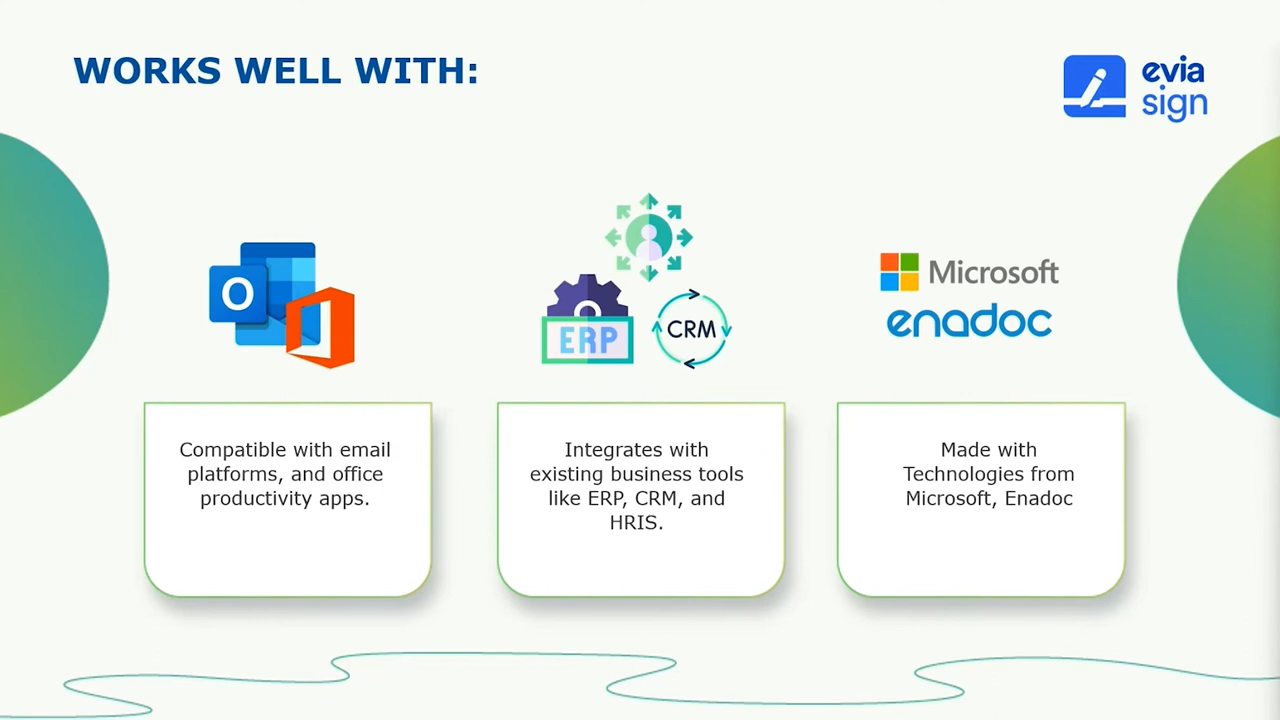 WORKS WELL WITH:
evia
sign
O
ERP
CRM
Microsoft
enadoc
Compatible with email
platforms, and office
productivity apps.
Integrates with
existing business tools
like ERP, CRM, and
HRIS.
Made with
Technologies from
Microsoft, Enadoc